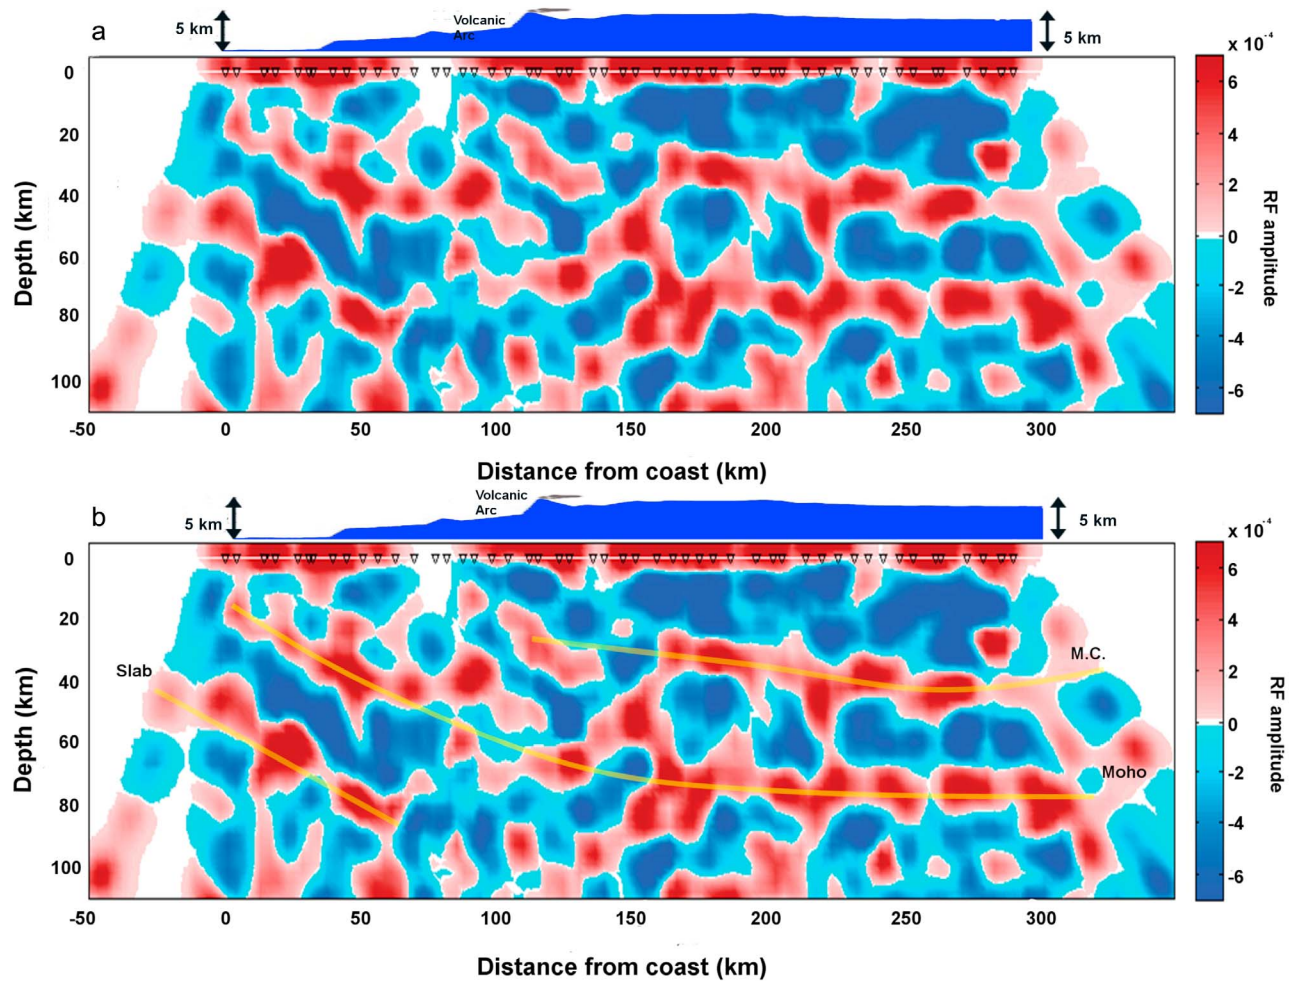 a
5 km
Volcanic
Arc
5 km
x 10-4
0
20
40
60
80
100
Depth (km)
-50
0
50
100
150
200
250
300
Distance from coast (km)
6
4
2
0
-2
-4
-6
RF amplitude
b
5 km
Volcanic
Arc
5 km
x 10-4
0
20
40
60
80
100
Depth (km)
Slab
M.C.
Moho
-50
0
50
100
150
200
250
300
Distance from coast (km)
6
4
2
0
-2
-4
-6
RF amplitude